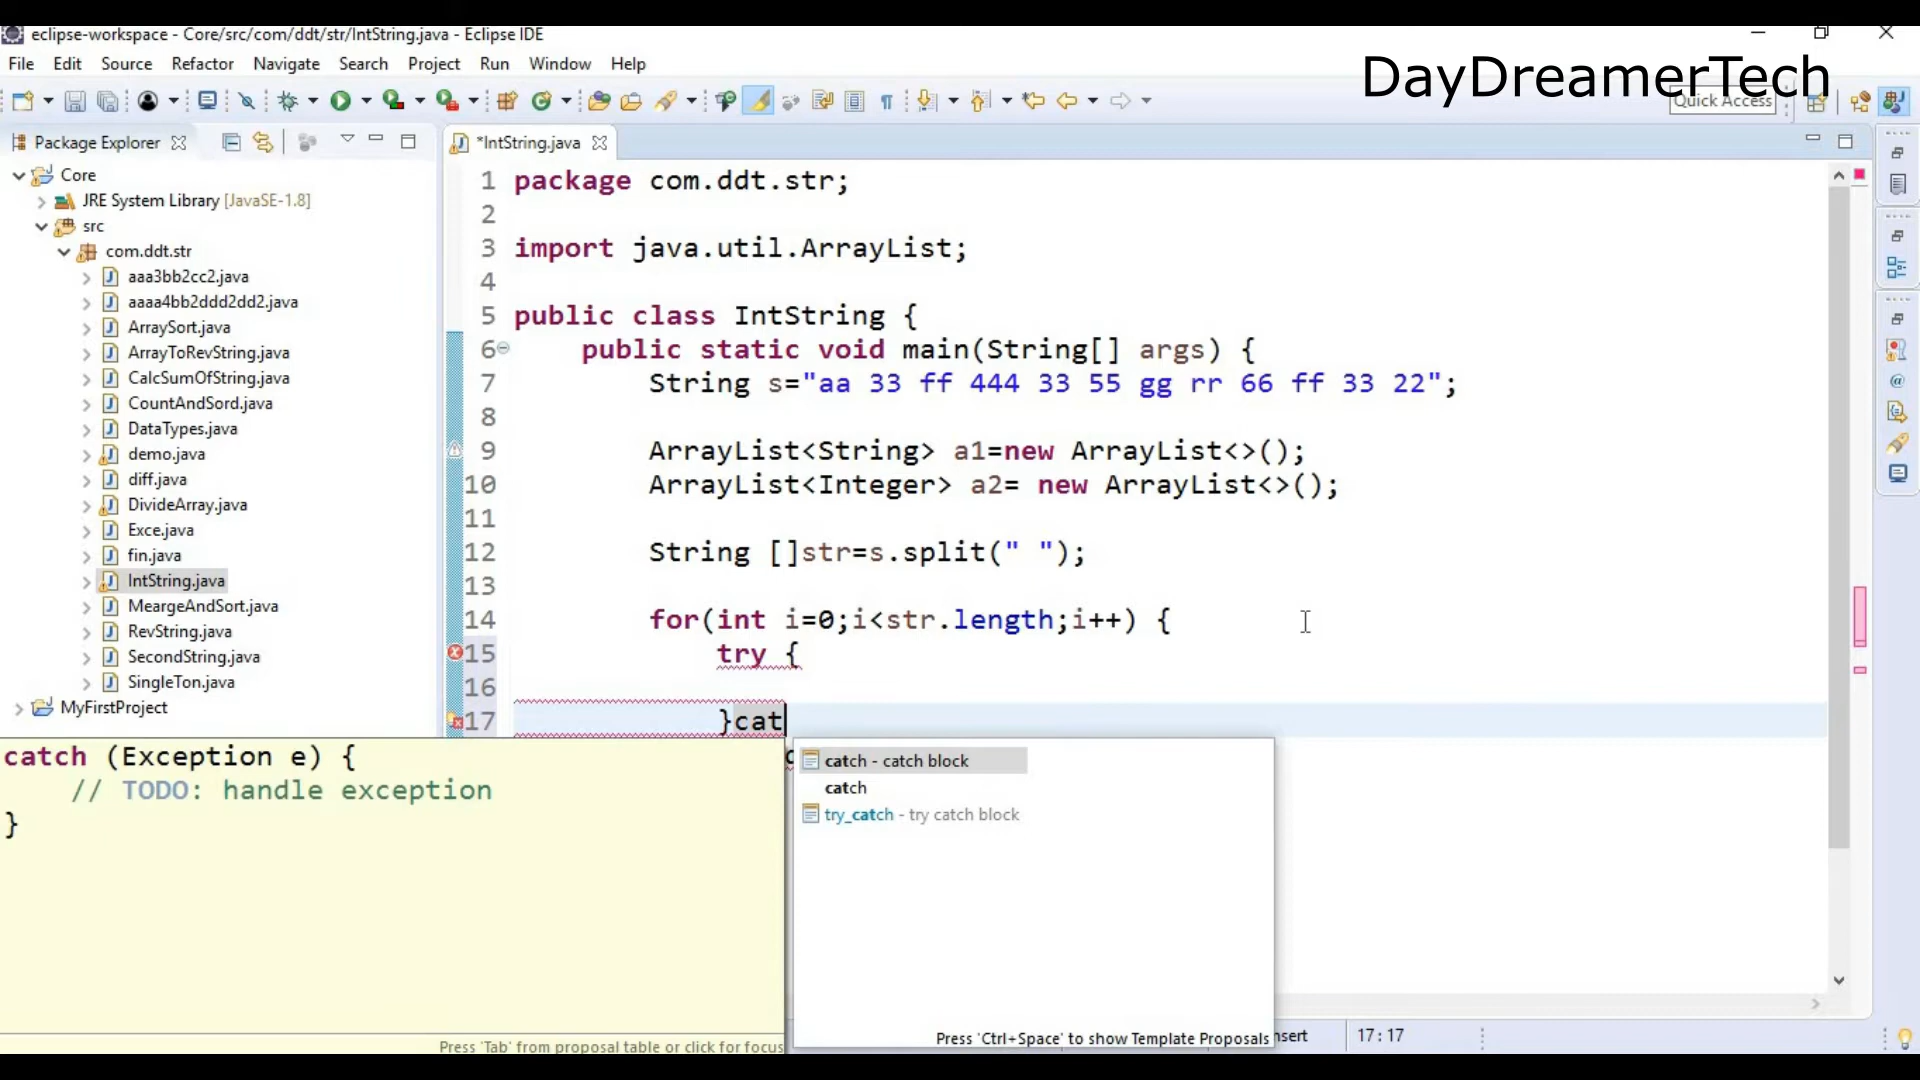 eclipse-workspace - Core/src/com/ddt/str/IntString.java - Eclipse IDE
File Edit Source Refactor Navigate Search Project Run Window Help
DayDreamerTech
Quick Access
Package Explorer
*IntString.java
Core
JRE System Library [JavaSE-1.8]
src
com.ddt.str
aaa3bb2cc2.java
aaaa4bb2ddd2dd2.java
ArraySort.java
ArrayToRevString.java
CalcSumOfString.java
CountAndSord.java
DataTypes.java
demo.java
diff.java
DivideArray.java
Exce.java
fin.java
IntString.java
MeargeAndSort.java
RevString.java
SecondString.java
SingleTon.java
MyFirstProject
1 package com.ddt.str;
2
3 import java.util.ArrayList;
4
5 public class IntString {
6 public static void main(String[] args) {
7 String s="aa 33 ff 444 33 55 gg rr 66 ff 33 22";
8
9 ArrayList<String> a1=new ArrayList<>();
10 ArrayList<Integer> a2= new ArrayList<>();
11
12 String []str=s.split(" ");
13
14 for(int i=0;i<str.length;i++) {
15 try {
16
17 }cat
catch (Exception e) {
// TODO: handle exception
}
Press 'Tab' from proposal table or click for focus
catch - catch block
catch
try_catch - try catch block
Press 'Ctrl+Space' to show Template Proposals
17 : 17